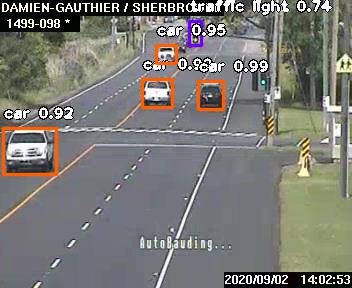 DAMIEN-GAUTHIER / SHERBRO
traffic light 0.74
1499-098 *
car 0.95
car 0.99
car 0.92
AutoBauding...
2020/09/02 14:02:53